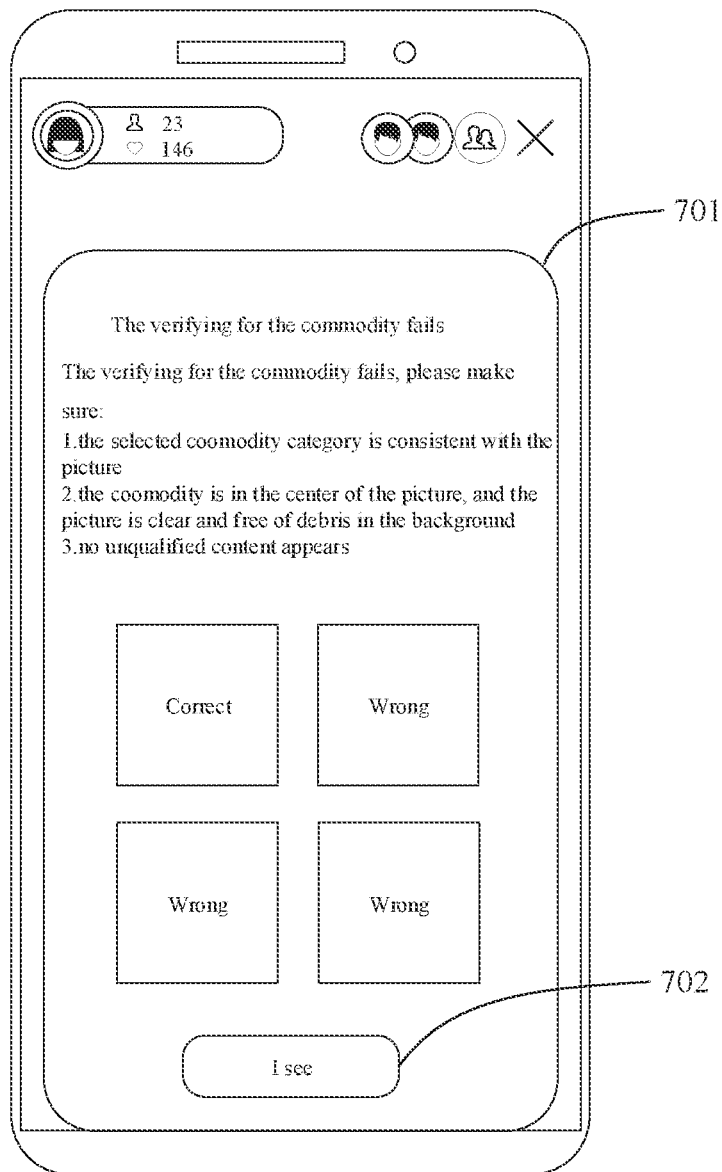 23
146
701
The verifying for the commodity fails
The verifying for the commodity fails, please make
sure:
1.the selected coomodity category is consistent with the
picture
2.the coomodity is in the center of the picture, and the
picture is clear and free of debris in the background
3.no unqualified content appears
Correct
Wrong
Wrong
Wrong
702
I see